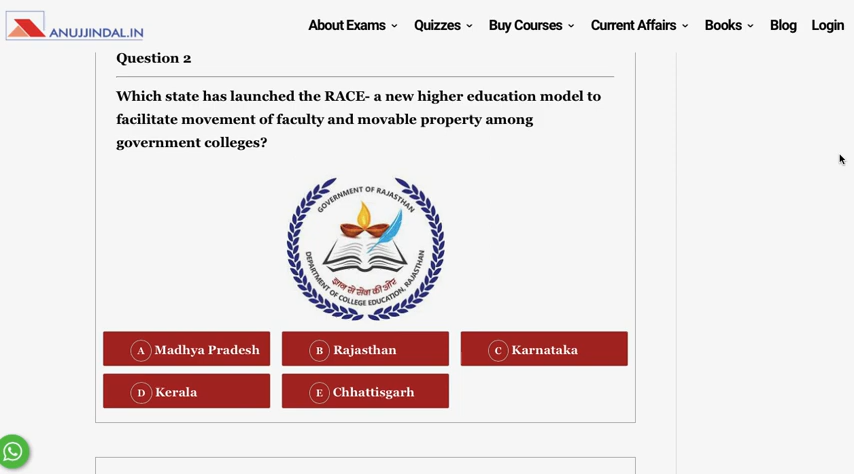 ANUJJINDAL.IN
About Exams
Quizzes
Buy Courses
Current Affairs
Books
Blog
Login
Question 2
Which state has launched the RACE- a new higher education model to
facilitate movement of faculty and movable property among
government colleges?
GOVERNMENT OF RAJASTHAN
DEPARTMENT OF COLLEGE EDUCATION, RAJASTHAN
ज्ञान से सेवा की ओर
A Madhya Pradesh
B Rajasthan
C Karnataka
D Kerala
E Chhattisgarh